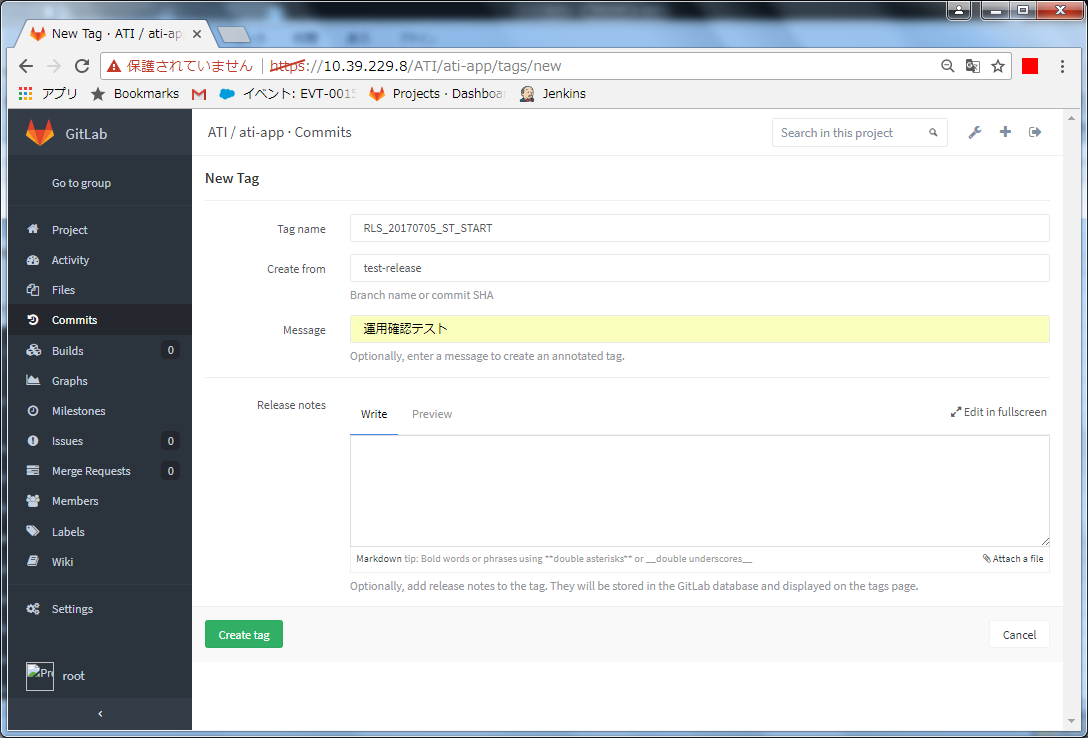 New Tag · ATI / ati-ap
保護されていません
https://10.39.229.8/ATI/ati-app/tags/new
アプリ
Bookmarks
イベント: EVT-001
Projects · Dashboa
Jenkins
GitLab
ATI / ati-app · Commits
Search in this project
Go to group
New Tag
Project
Activity
Files
Commits
Builds 0
Graphs
Milestones
Issues 0
Merge Requests 0
Members
Labels
Wiki
Settings
Pr
root
Tag name
RLS_20170705_ST_START
Create from
test-release
Branch name or commit SHA
Message
運用確認テスト
Optionally, enter a message to create an annotated tag.
Release notes
Write
Preview
Edit in fullscreen
Markdown tip: Bold words or phrases using **double asterisks** or __double underscores__
Attach a file
Optionally, add release notes to the tag. They will be stored in the GitLab database and displayed on the tags page.
Create tag
Cancel